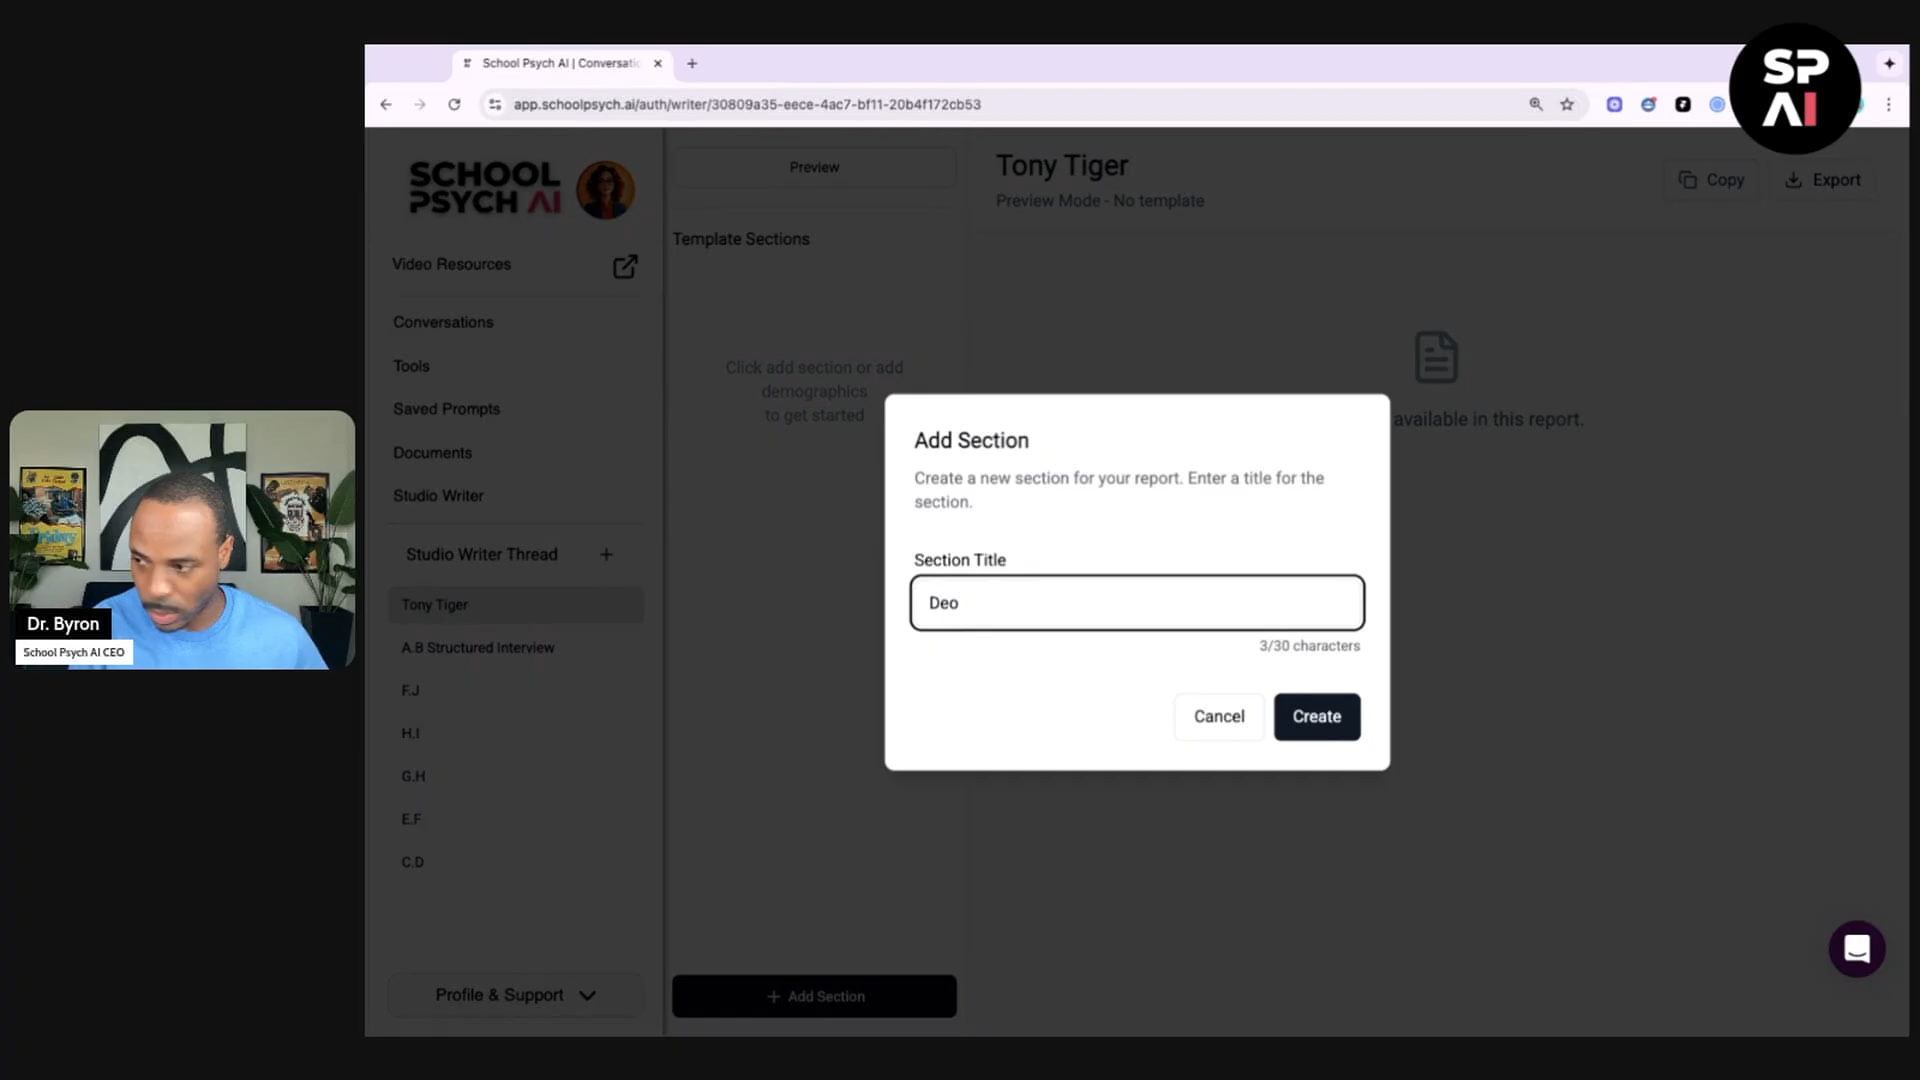 School Psych AI | Conversatio
app.schoolpsych.ai/auth/writer/30809a35-eece-4ac7-bf11-20b4f172cb53
SP
AI
SCHOOL
PSYCH AI
Video Resources
Conversations
Tools
Saved Prompts
Documents
Studio Writer
Studio Writer Thread
Tony Tiger
A.B Structured Interview
F.J
H.I
G.H
E.F
C.D
Profile & Support
Preview
Template Sections
Click add section or add
demographics
to get started
+ Add Section
Tony Tiger
Preview Mode - No template
Copy
Export
available in this report.
Add Section
Create a new section for your report. Enter a title for the
section.
Section Title
Deo
3/30 characters
Cancel
Create
Friday
Dr. Byron
School Psych AI CEO